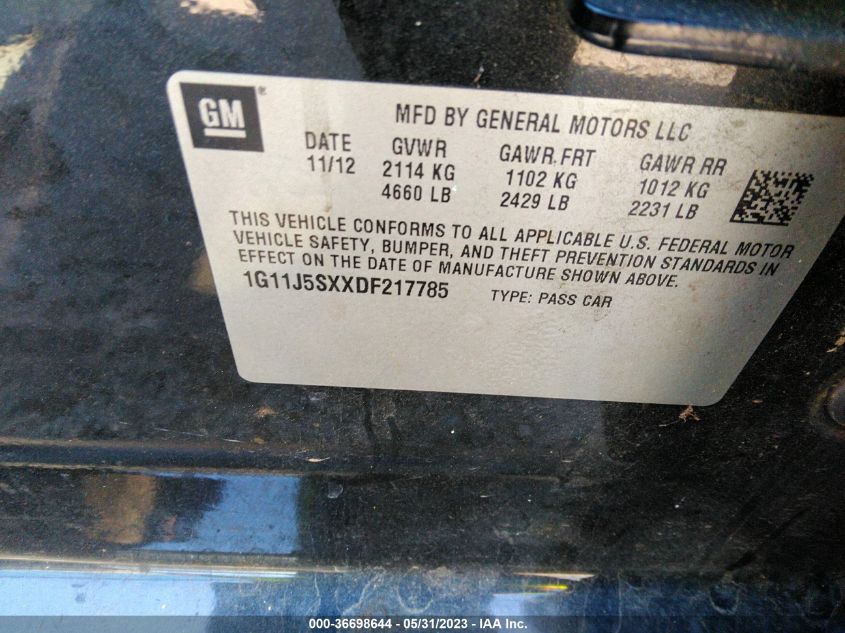 GM ®
MFD BY GENERAL MOTORS LLC
DATE GVWR GAWR FRT GAWR RR
11/12 2114 KG 1102 KG 1012 KG
4660 LB 2429 LB 2231 LB
THIS VEHICLE CONFORMS TO ALL APPLICABLE U.S. FEDERAL MOTOR
VEHICLE SAFETY, BUMPER, AND THEFT PREVENTION STANDARDS IN
EFFECT ON THE DATE OF MANUFACTURE SHOWN ABOVE.
1G11J5SXXDF217785 TYPE: PASS CAR
000-36698644 - 05/31/2023 - IAA Inc.